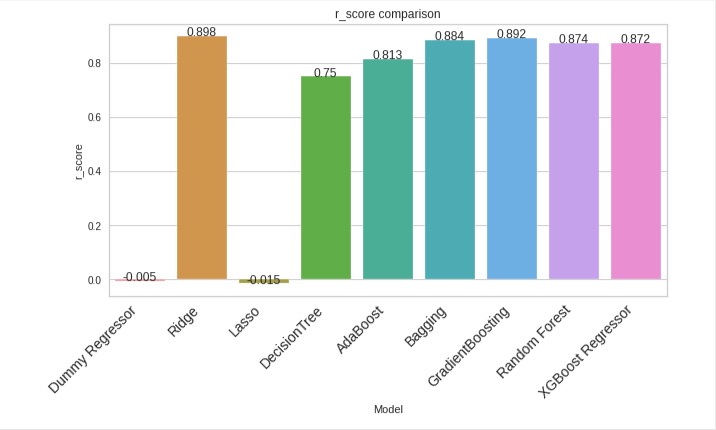 r_score comparison
0.898
0.892
0.884
0.874
0.872
0.813
0.75
-0.005
-0.015
0.8
0.6
0.4
0.2
0.0
r_score
Dummy Regressor
Ridge
Lasso
DecisionTree
AdaBoost
Bagging
GradientBoosting
Random Forest
XGBoost Regressor
Model